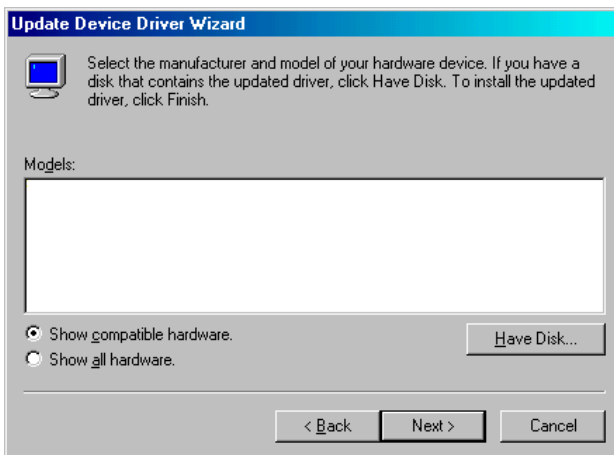 Update Device Driver Wizard
Select the manufacturer and model of your hardware device. If you have a
disk that contains the updated driver, click Have Disk. To install the updated
driver, click Finish.
Models:
Show compatible hardware.
Have Disk...
Show all hardware.
< Back
Next >
Cancel